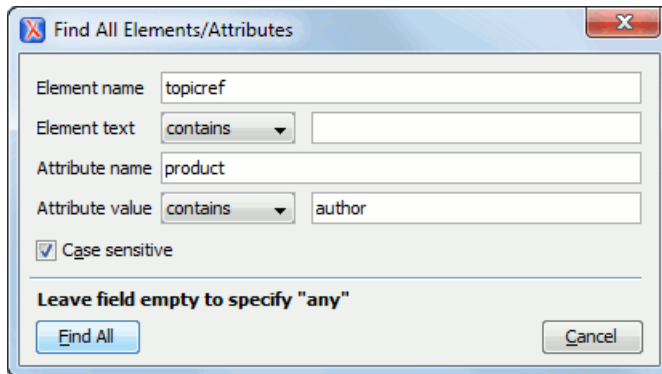 Find All Elements/Attributes
Element name topicref
Element text contains
Attribute name product
Attribute value contains author
Case sensitive
Leave field empty to specify "any"
Find All Cancel